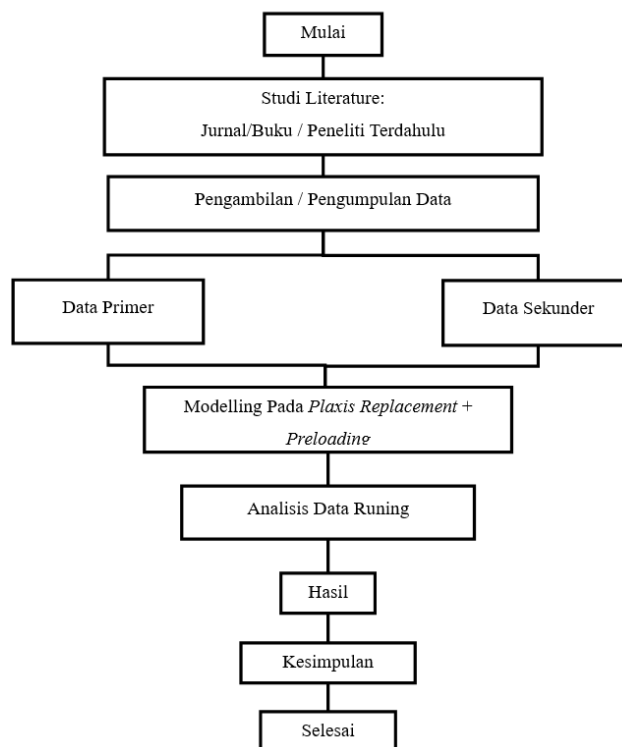 Mulai
Studi Literature:
Jurnal/Buku / Peneliti Terdahulu
Pengambilan / Pengumpulan Data
Data Primer
Data Sekunder
Modelling Pada Plaxis Replacement +
Preloading
Analisis Data Runing
Hasil
Kesimpulan
Selesai